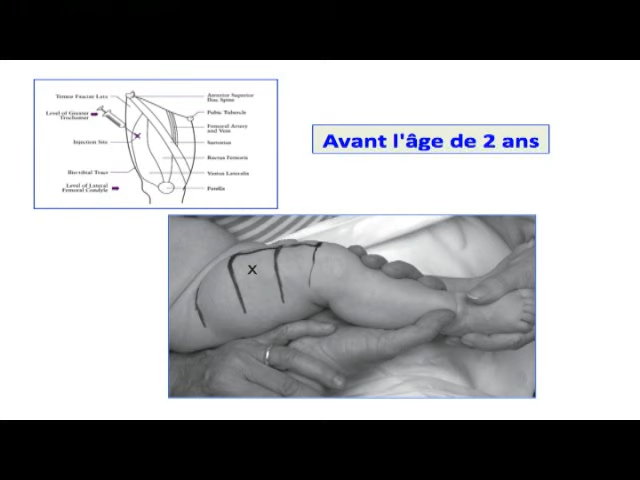 Tensor Fasciae Lata
Level of Greater
Trochanter
Injection Site
Iliotibial Tract
Level of Lateral
Femoral Condyle
Anterior Superior
Iliac Spine
Pubic Tubercle
Femoral Artery
and Vein
Sartorius
Rectus Femoris
Vastus Lateralis
Patella
Avant l'âge de 2 ans
x